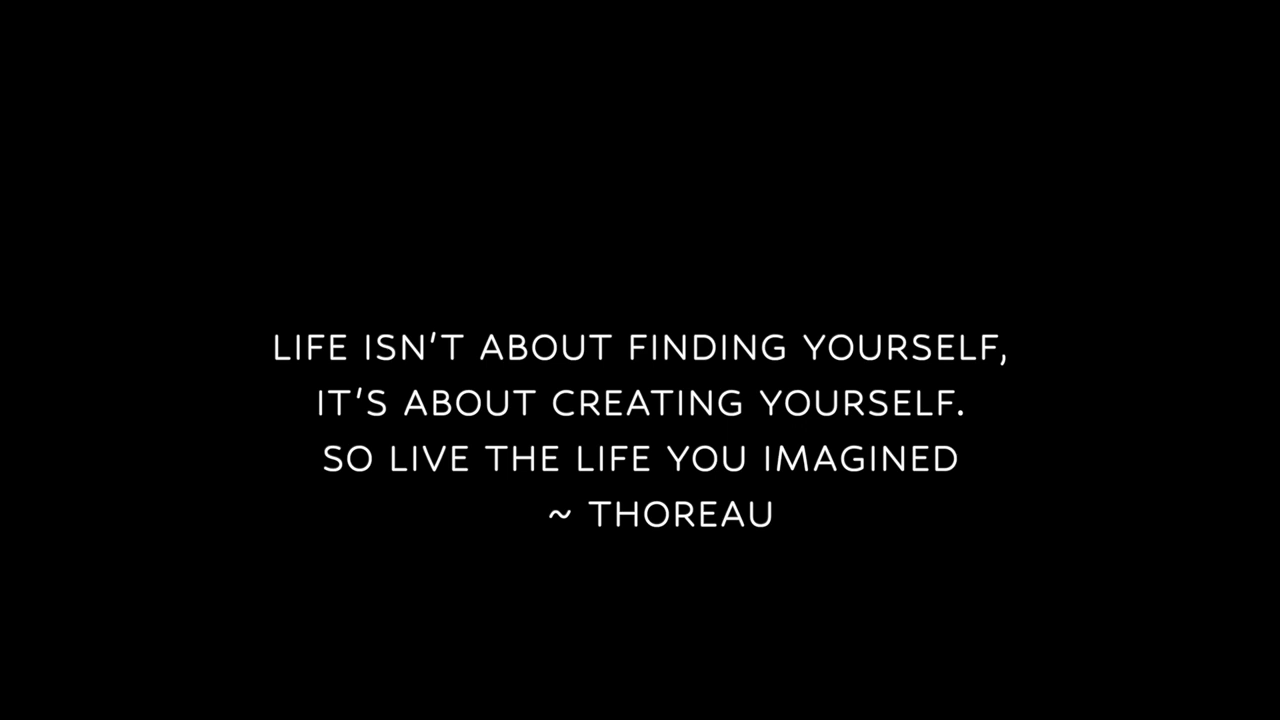 LIFE ISN'T ABOUT FINDING YOURSELF,
IT'S ABOUT CREATING YOURSELF.
SO LIVE THE LIFE YOU IMAGINED
~ THOREAU